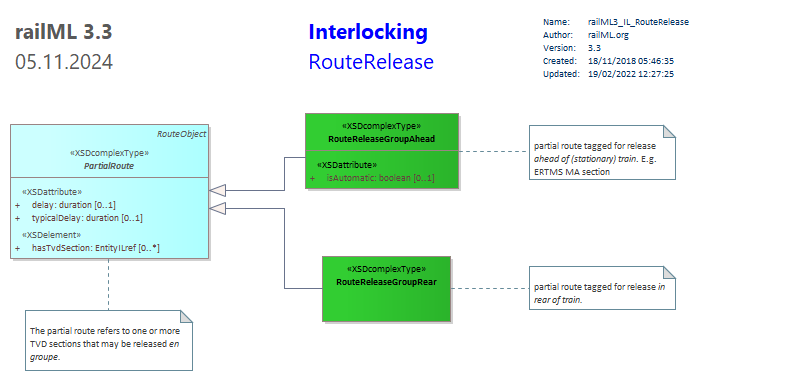 railML 3.3
05.11.2024
Interlocking
RouteRelease
Name: railML3_IL_RouteRelease
Author: railML.org
Version: 3.3
Created: 18/11/2018 05:46:35
Updated: 19/02/2022 12:27:25
RouteObject
«XSDcomplexType»
PartialRoute
«XSDattribute»
+ delay: duration [0..1]
+ typicalDelay: duration [0..1]
«XSDelement»
+ hasTvdSection: EntityILref [0..*]
«XSDcomplexType»
RouteReleaseGroupAhead
«XSDattribute»
+ isAutomatic: boolean [0..1]
partial route tagged for release
ahead of (stationary) train. E.g.
ERTMS MA section
«XSDcomplexType»
RouteReleaseGroupRear
partial route tagged for release in
rear of train.
The partial route refers to one or more
TVD sections that may be released en
groupe.